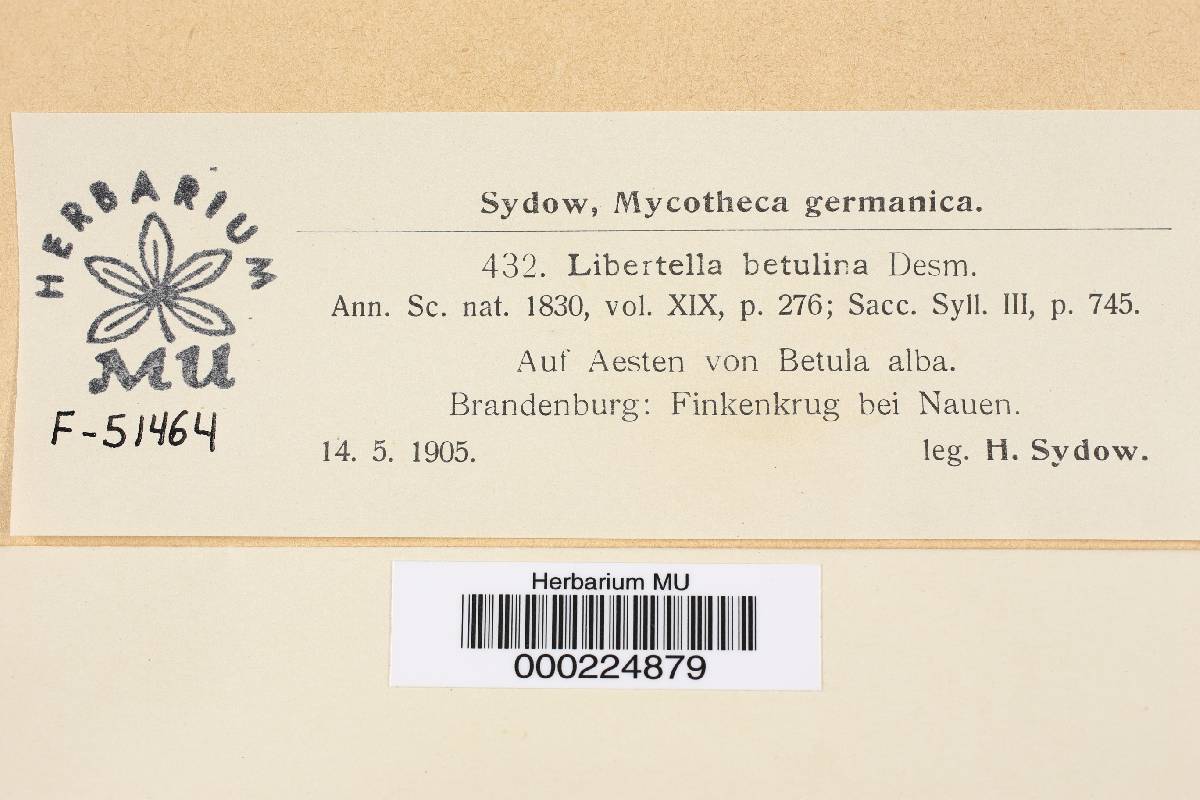 HERBARIUM
MU
F-51464
Sydow, Mycotheca germanica.
432. Libertella betulina Desm.
Ann. Sc. nat. 1830, vol. XIX, p. 276; Sacc. Syll. III, p. 745.
Auf Aesten von Betula alba.
Brandenburg: Finkenkrug bei Nauen.
14. 5. 1905. leg. H. Sydow.
Herbarium MU
000224879